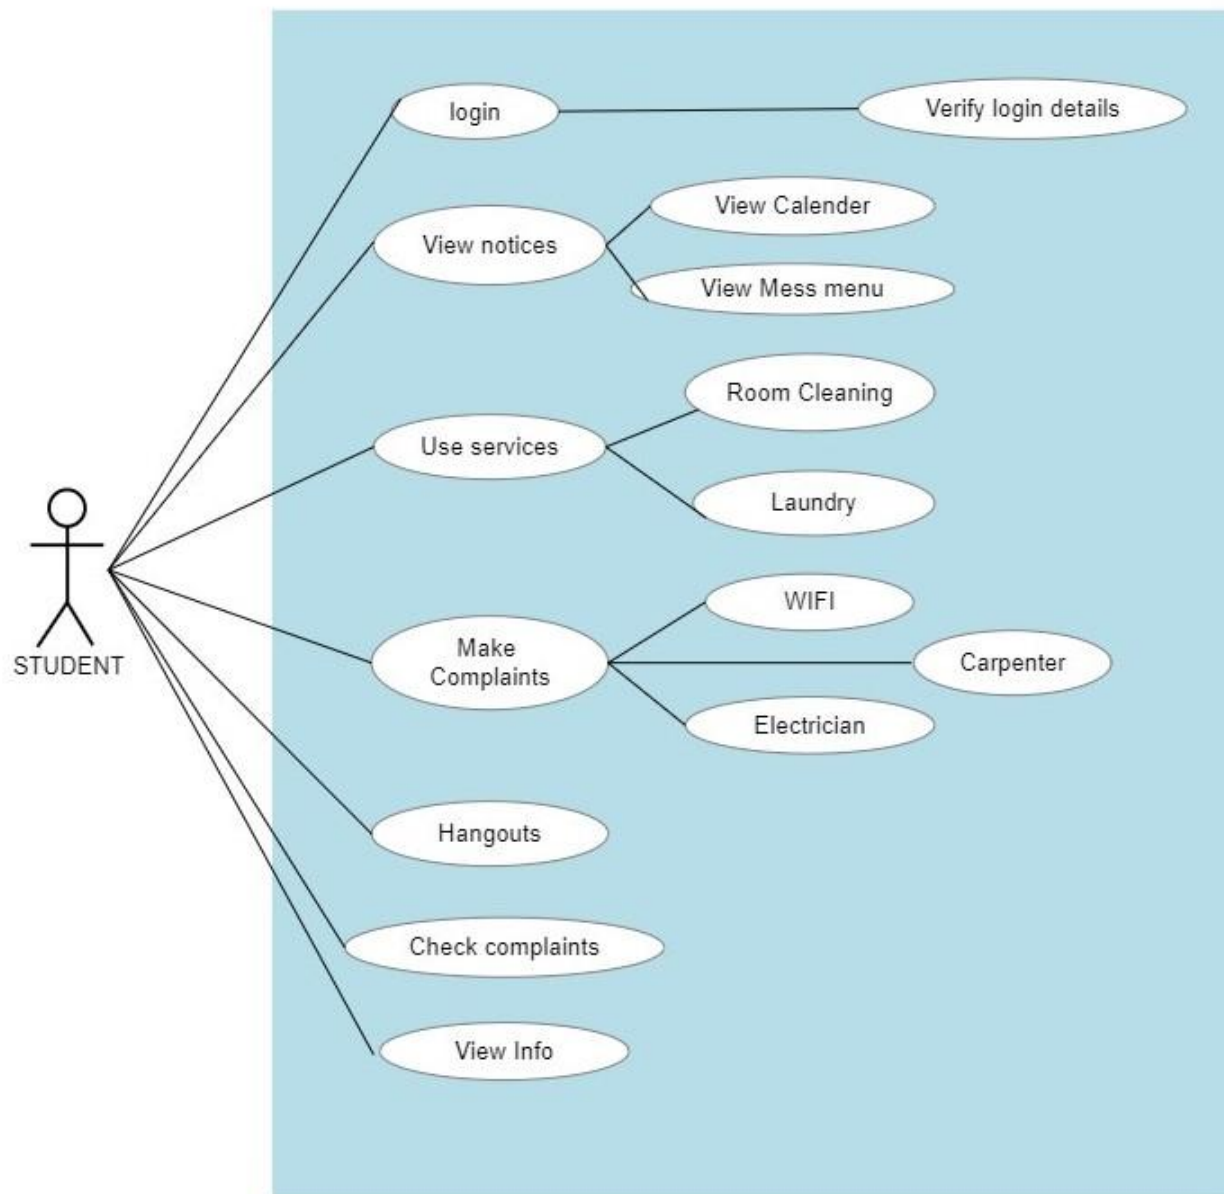 login
Verify login details
View Calender
View notices
View Mess menu
Room Cleaning
Use services
Laundry
WIFI
Make
Complaints
Carpenter
STUDENT
Electrician
Hangouts
Check complaints
View Info